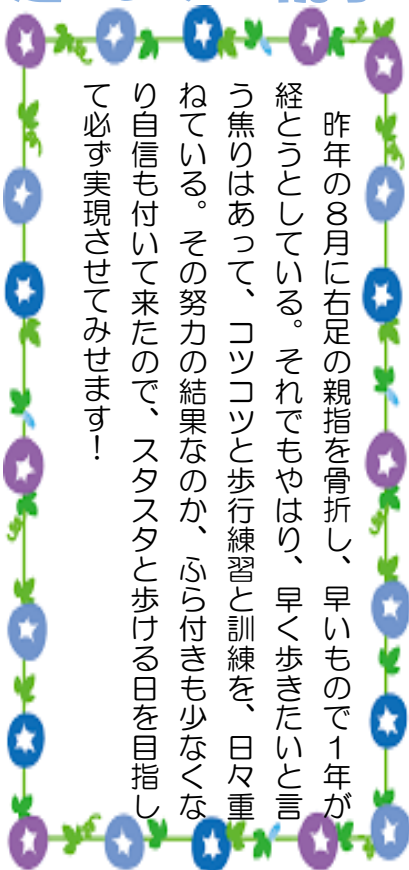 昨年の8月に右足の親指を骨折し、早いもので1年が
経とうとしている。それでもやはり、早く歩きたいと言
う焦りはあって、コツコツと歩行練習と訓練を、日々重
ねている。その努力の結果なのか、ふら付きも少なくな
り自信も付いて来たので、スタスタと歩ける日を目指し
て必ず実現させてみせます！